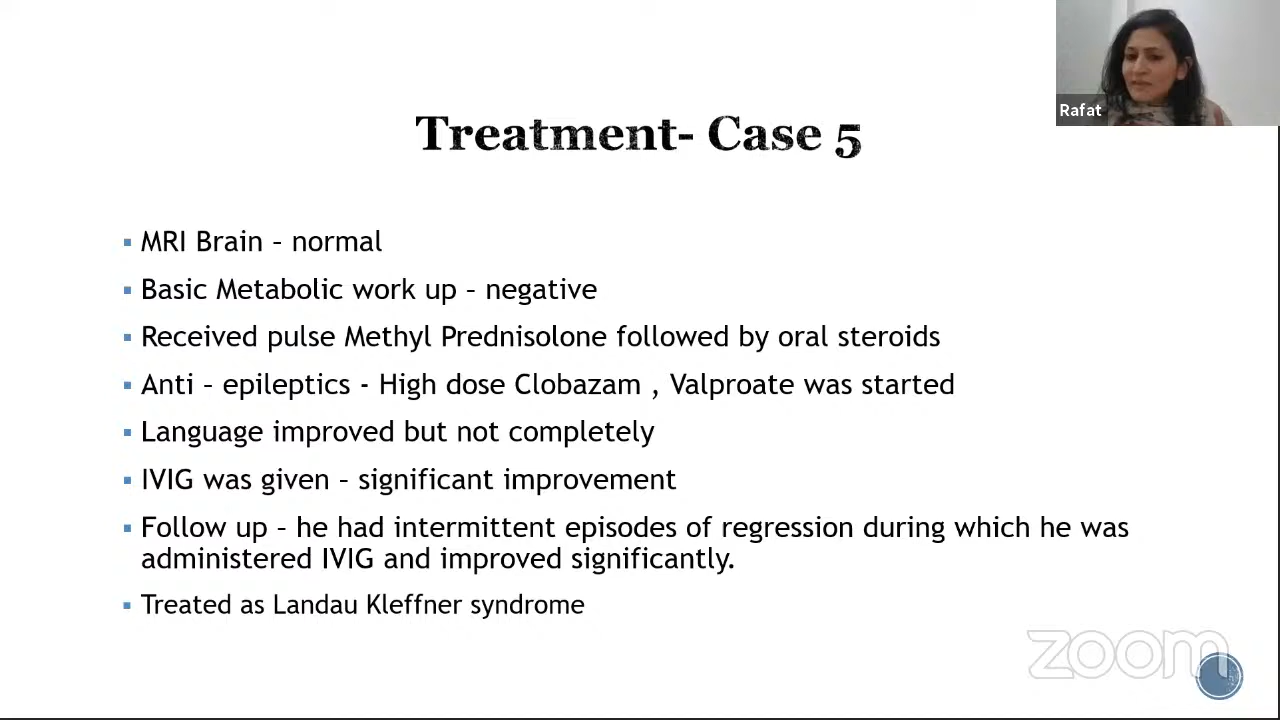 Rafat
Treatment- Case 5
MRI Brain – normal
Basic Metabolic work up – negative
Received pulse Methyl Prednisolone followed by oral steroids
Anti – epileptics - High dose Clobazam , Valproate was started
Language improved but not completely
IVIG was given – significant improvement
Follow up – he had intermittent episodes of regression during which he was
administered IVIG and improved significantly.
Treated as Landau Kleffner syndrome
zoom